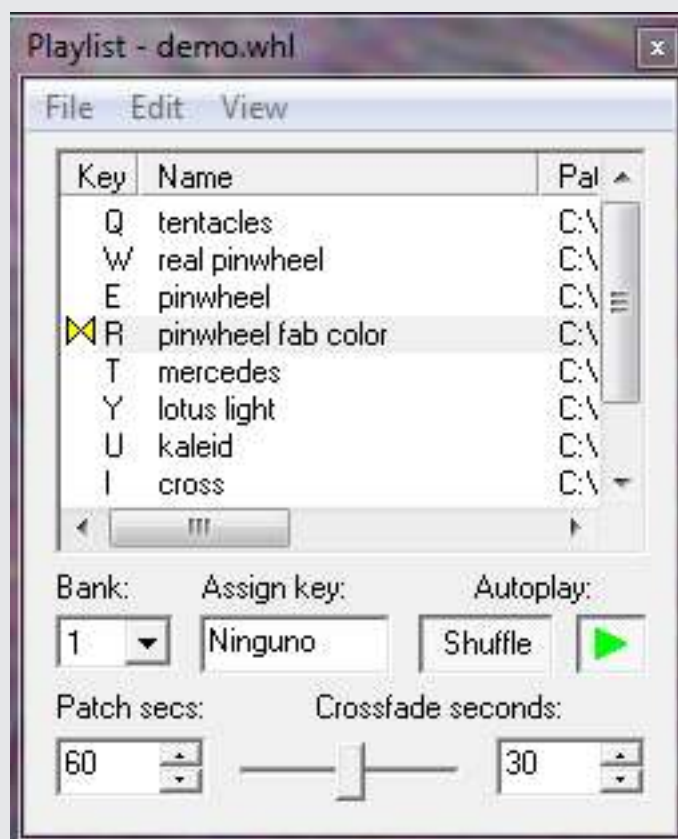 Playlist - demo.whl
File Edit View
Key Name Pat
Q tentacles C:\
W real pinwheel C:\
E pinwheel C:\
R pinwheel fab color C:\
T mercedes C:\
Y lotus light C:\
U kaleid C:\
I cross C:\
Bank: Assign key: Autoplay:
1 Ninguno Shuffle
Patch secs: Crossfade seconds:
60 30